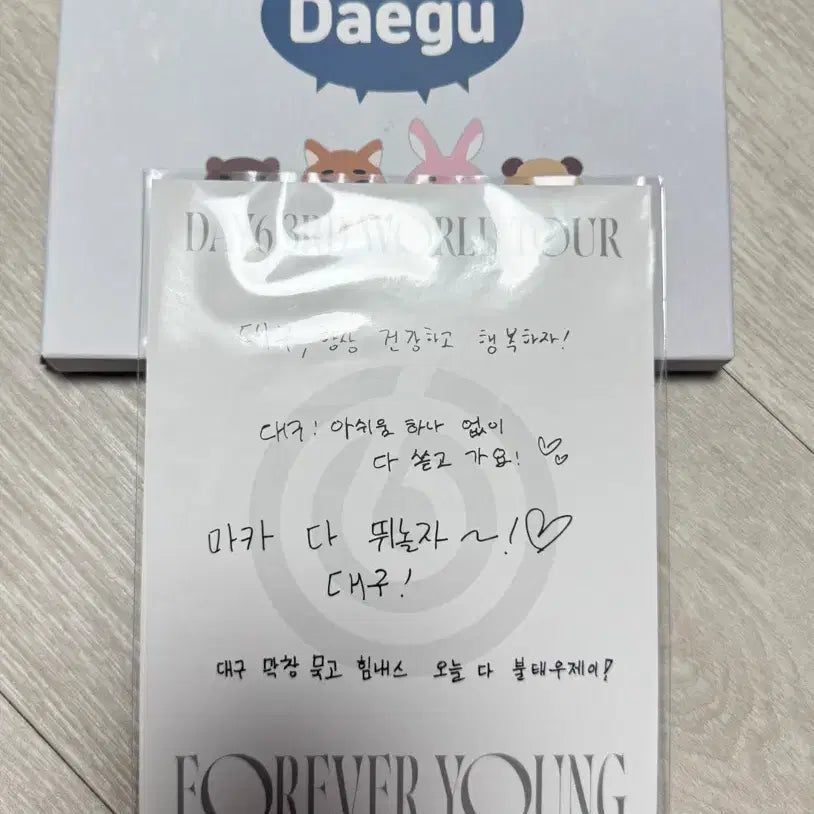 Daegu
DAY6 3RD WORLD TOUR
대구, 항상 건강하고 행복하자!
대구! 아쉬움 하나 없이
다 쏟고 가요!
마카 다 뛰놀자~!
대구!
대구 막창 묵고 힘내스 오늘 다 불태우제이!
FOREVER YOUNG